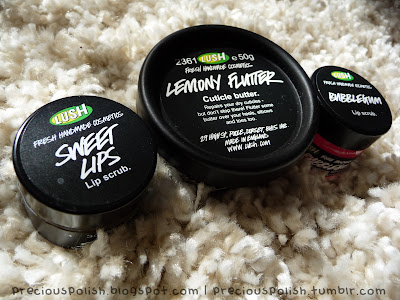 LUSH
FRESH HANDMADE COSMETICS
SWEET
LIPS
Lip scrub.
2361 LUSH e 50g
FRESH HANDMADE COSMETICS
LEMONY FLUTTER
Cuticle butter.
Repairs your dry cuticles -
but don't stop there! Flutter some
butter over your heels, elbows
and toes too.
29 HIGH ST, POOLE, DORSET, BH15 1AB.
MADE IN ENGLAND
WWW.LUSH.COM
LUSH
FRESH HANDMADE COSMETICS
BUBBLEGUM
Lip scrub.
PreciousPolish.blogspot.com | PreciousPolish.tumblr.com